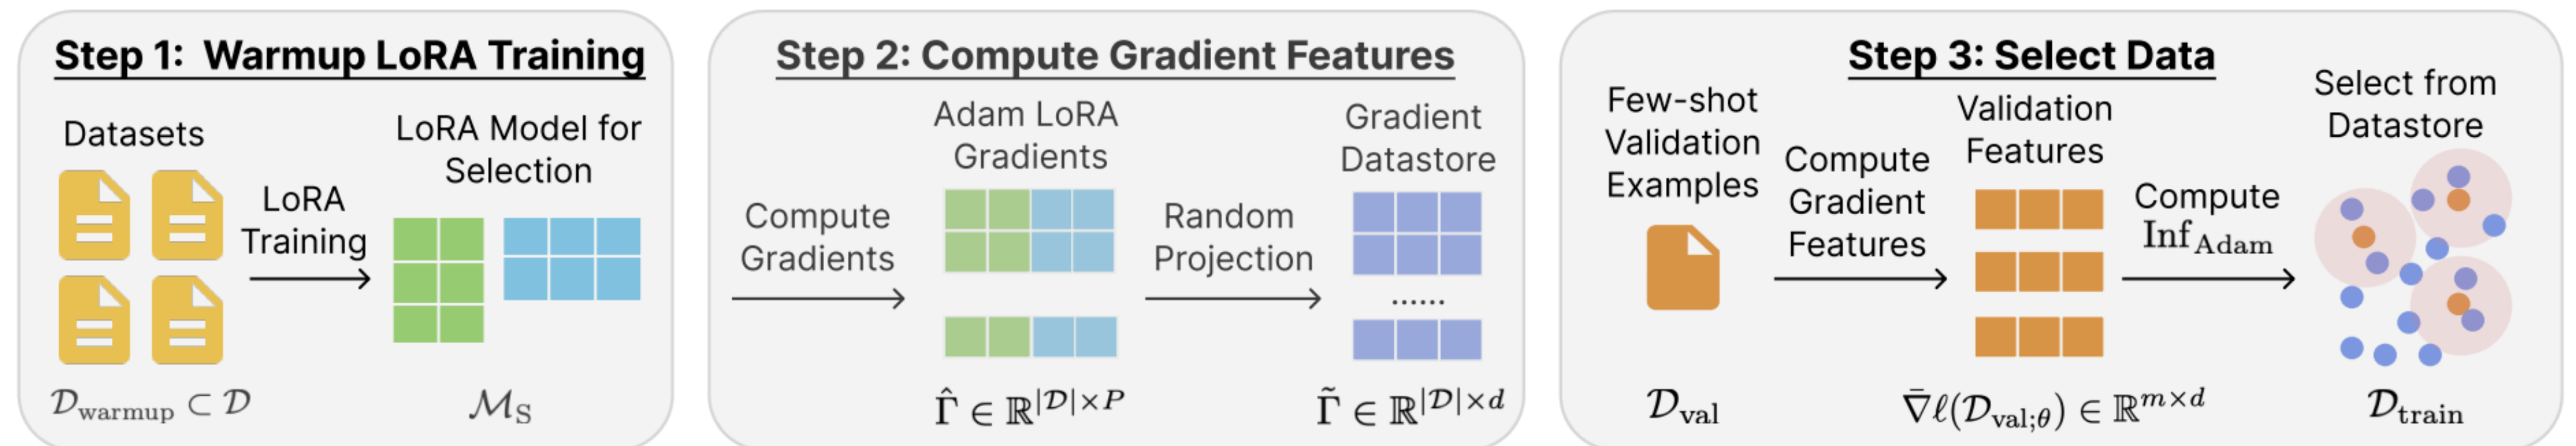 Step 1: Warmup LoRA Training
Datasets
LoRA
Training
LoRA Model for
Selection
𝒟warmup ⊂ 𝒟
ℳS
Step 2: Compute Gradient Features
Compute
Gradients
Adam LoRA
Gradients
Random
Projection
Gradient
Datastore
......
Γ̂ ∈ ℝ|𝒟|×P
Γ̃ ∈ ℝ|𝒟|×d
Step 3: Select Data
Few-shot
Validation
Examples
Compute
Gradient
Features
Validation
Features
Compute
InfAdam
Select from
Datastore
𝒟val
∇̄ℓ(𝒟val;θ) ∈ ℝm×d
𝒟train